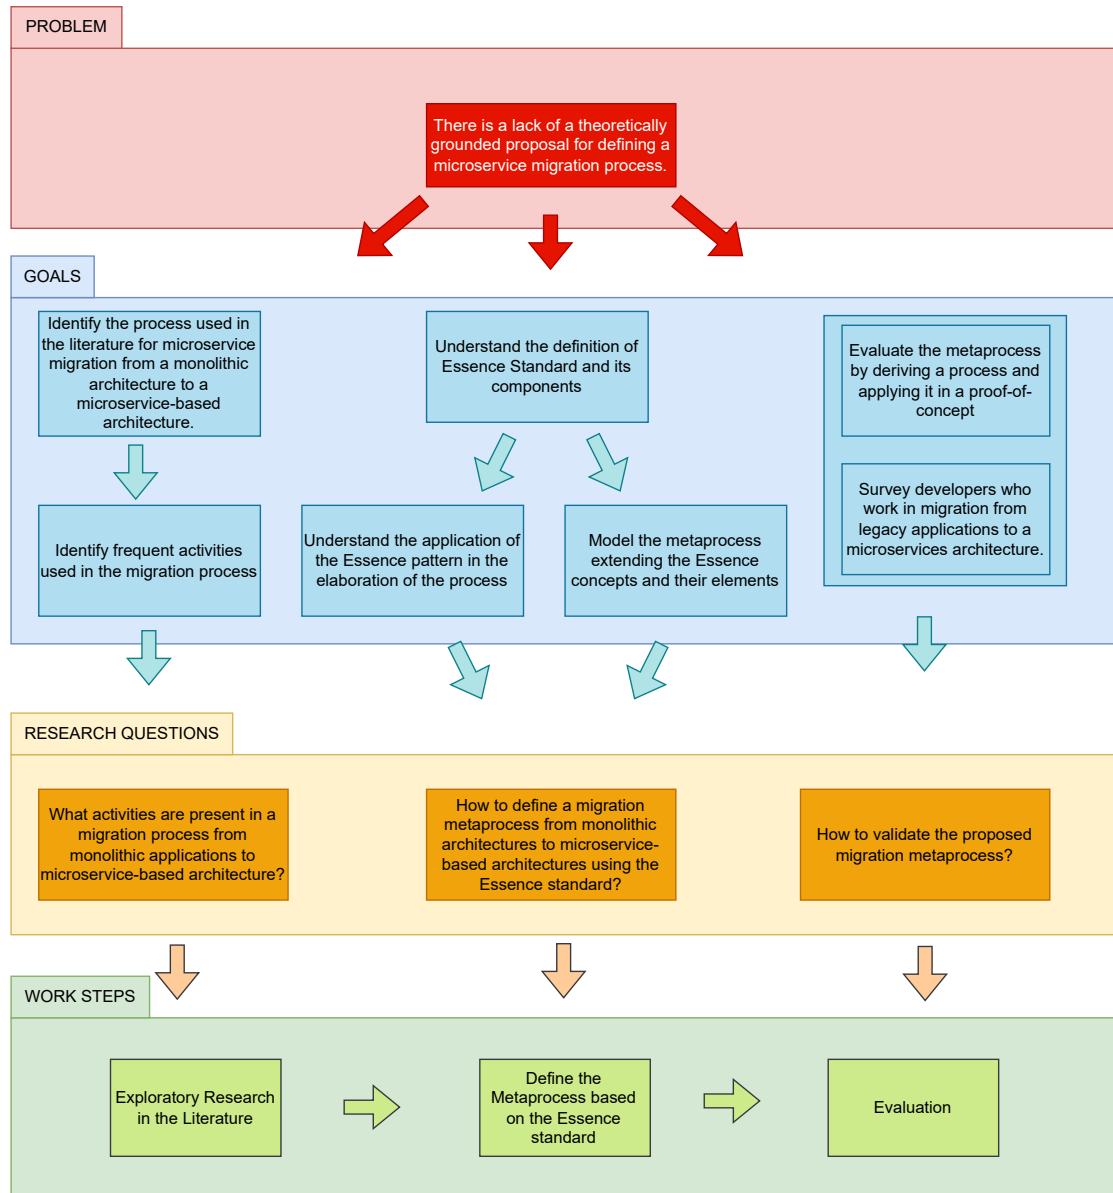 PROBLEM
There is a lack of a theoretically
grounded proposal for defining a
microservice migration process.
GOALS
Identify the process used in
the literature for microservice
migration from a monolithic
architecture to a
microservice-based
architecture.
Understand the definition of
Essence Standard and its
components
Evaluate the metaprocess
by deriving a process and
applying it in a proof-of-
concept
Identify frequent activities
used in the migration process
Understand the application of
the Essence pattern in the
elaboration of the process
Model the metaprocess
extending the Essence
concepts and their elements
Survey developers who
work in migration from
legacy applications to a
microservices architecture.
RESEARCH QUESTIONS
What activities are present in a
migration process from
monolithic applications to
microservice-based architecture?
How to define a migration
metaprocess from monolithic
architectures to microservice-
based architectures using the
Essence standard?
How to validate the proposed
migration metaprocess?
WORK STEPS
Exploratory Research
in the Literature
Define the
Metaprocess based
on the Essence
standard
Evaluation